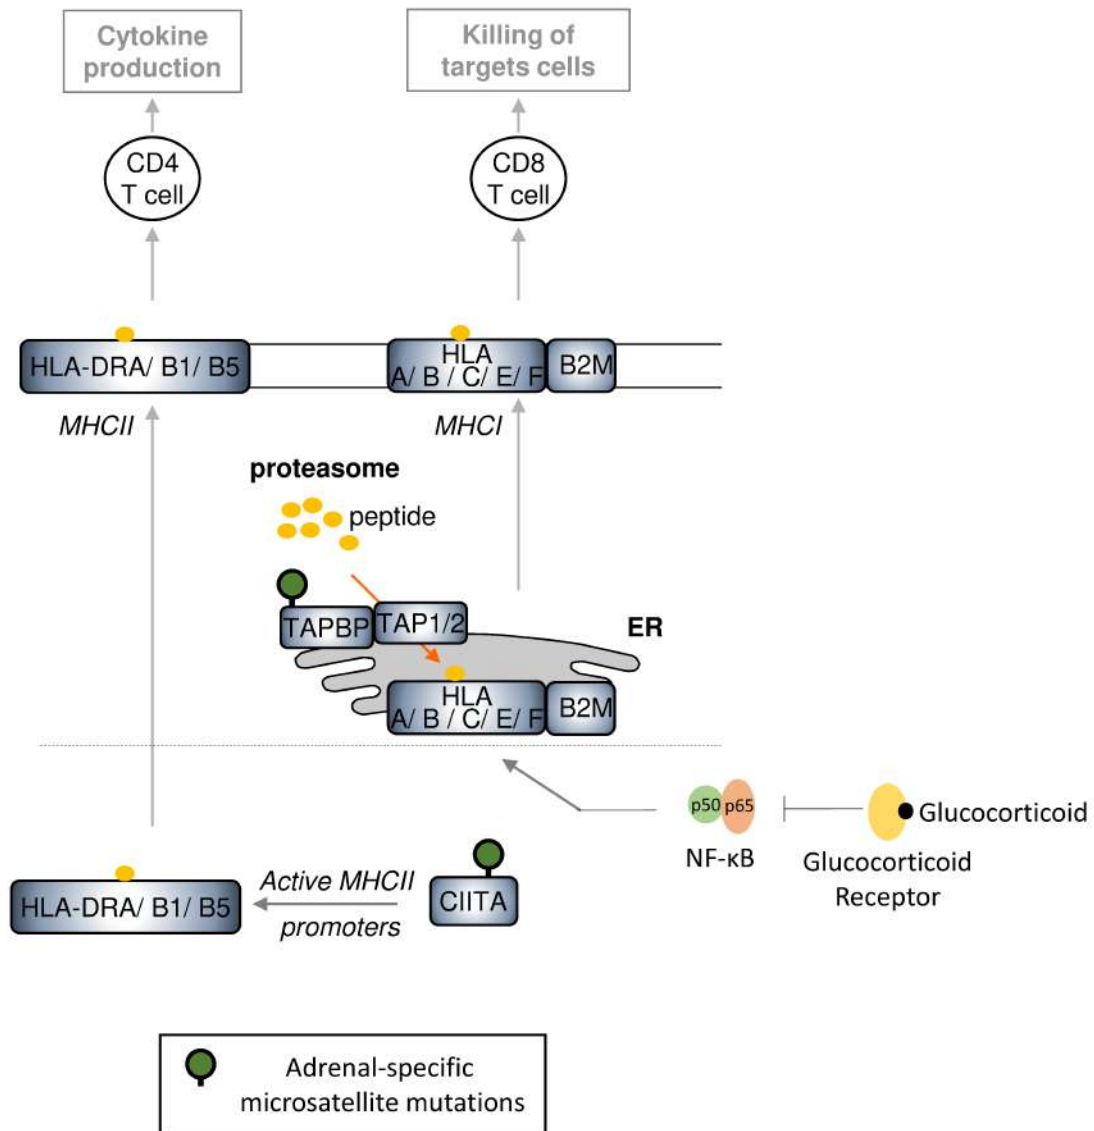 Cytokine
production
Killing of
targets cells
CD4
T cell
CD8
T cell
HLA-DRA/ B1/ B5
HLA
A/ B / C/ E/ F
B2M
MHCII
MHCI
proteasome
peptide
TAPBP
TAP1/2
ER
HLA
A/ B / C/ E/ F
B2M
p50
p65
Glucocorticoid
NF-κB
Glucocorticoid
Receptor
HLA-DRA/ B1/ B5
Active MHCII
promoters
CIITA
Adrenal-specific
microsatellite mutations